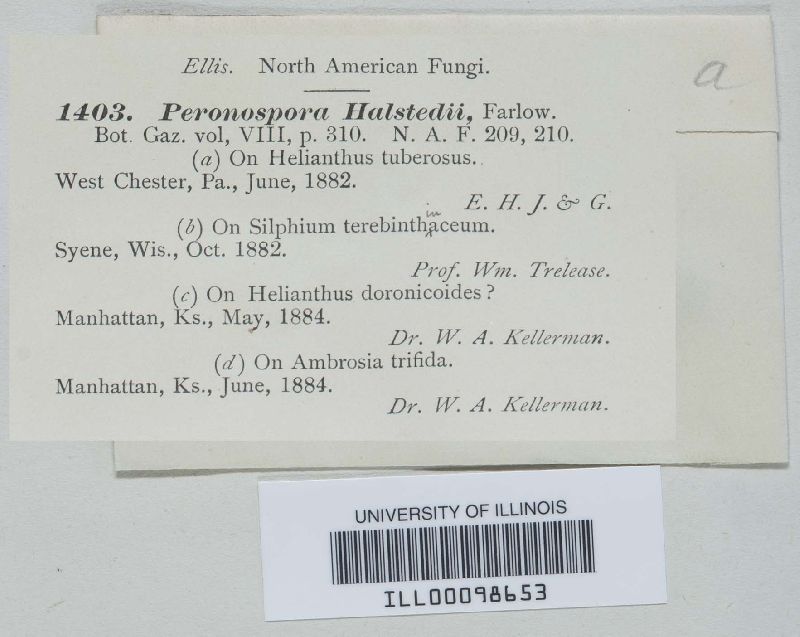 Ellis. North American Fungi.
a
1403. Peronospora Halstedii, Farlow.
Bot. Gaz. vol, VIII, p. 310. N. A. F. 209, 210.
(a) On Helianthus tuberosus.
West Chester, Pa., June, 1882.
E. H. J. & G.
in
(b) On Silphium terebinthaceum.
Syene, Wis., Oct. 1882.
Prof. Wm. Trelease.
(c) On Helianthus doronicoides?
Manhattan, Ks., May, 1884.
Dr. W. A. Kellerman.
(d) On Ambrosia trifida.
Manhattan, Ks., June, 1884.
Dr. W. A. Kellerman.
UNIVERSITY OF ILLINOIS
ILL00098653